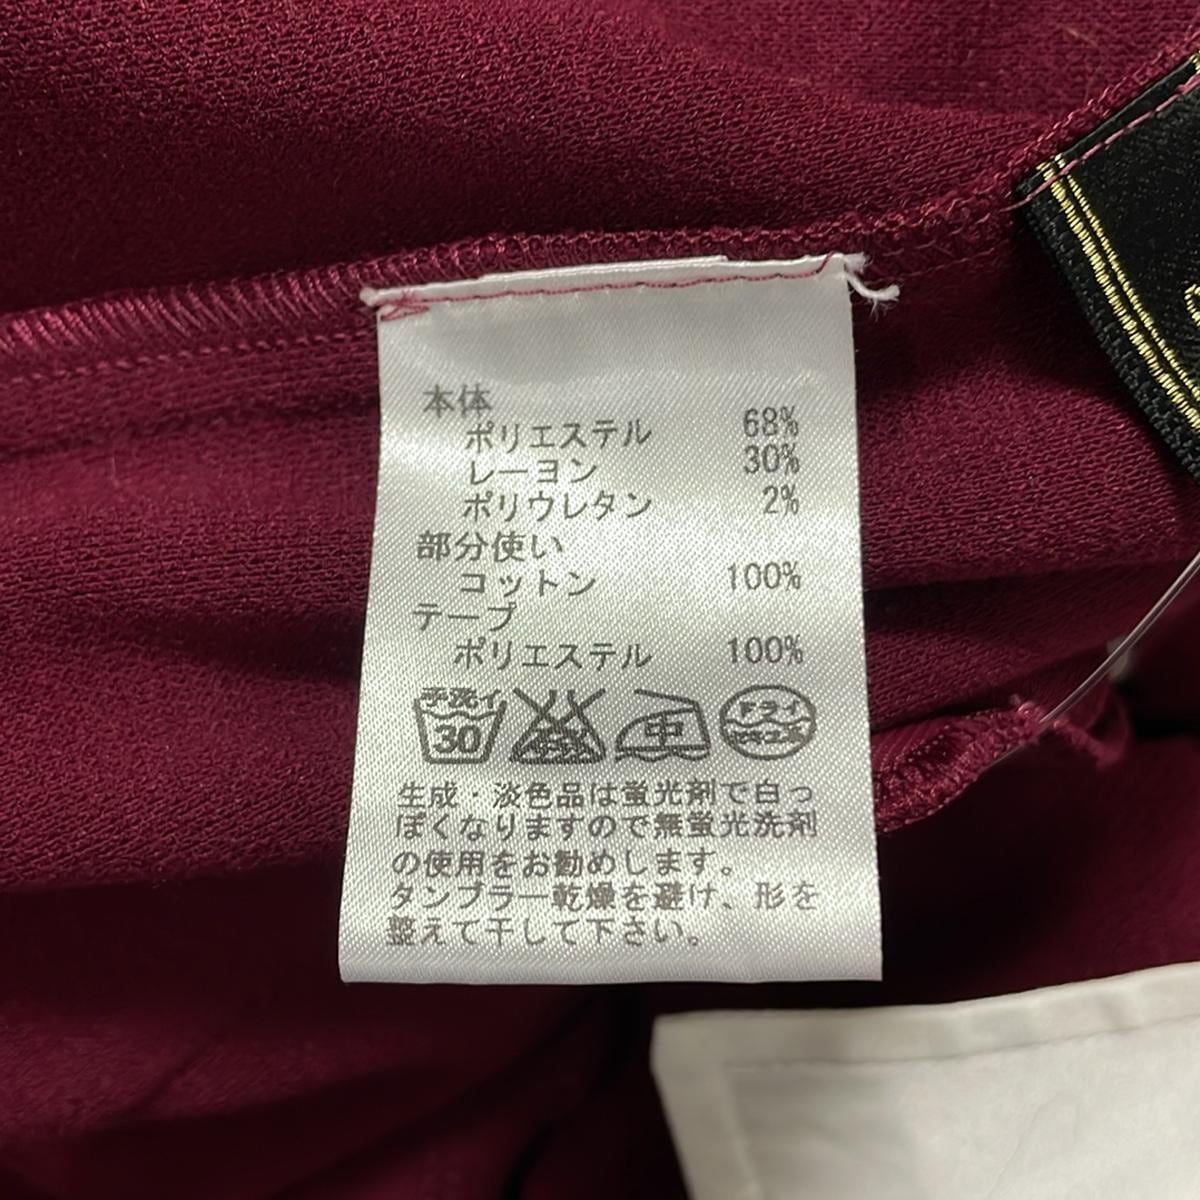 本体
ポリエステル 68%
レーヨン 30%
ポリウレタン 2%
部分使い
コットン 100%
テープ
ポリエステル 100%
手洗イ 30 中 ドライ
生成・淡色品は蛍光剤で白っ
ぽくなりますので無蛍光洗剤
の使用をお勧めします。
タンブラー乾燥を避け、形を
整えて干して下さい。